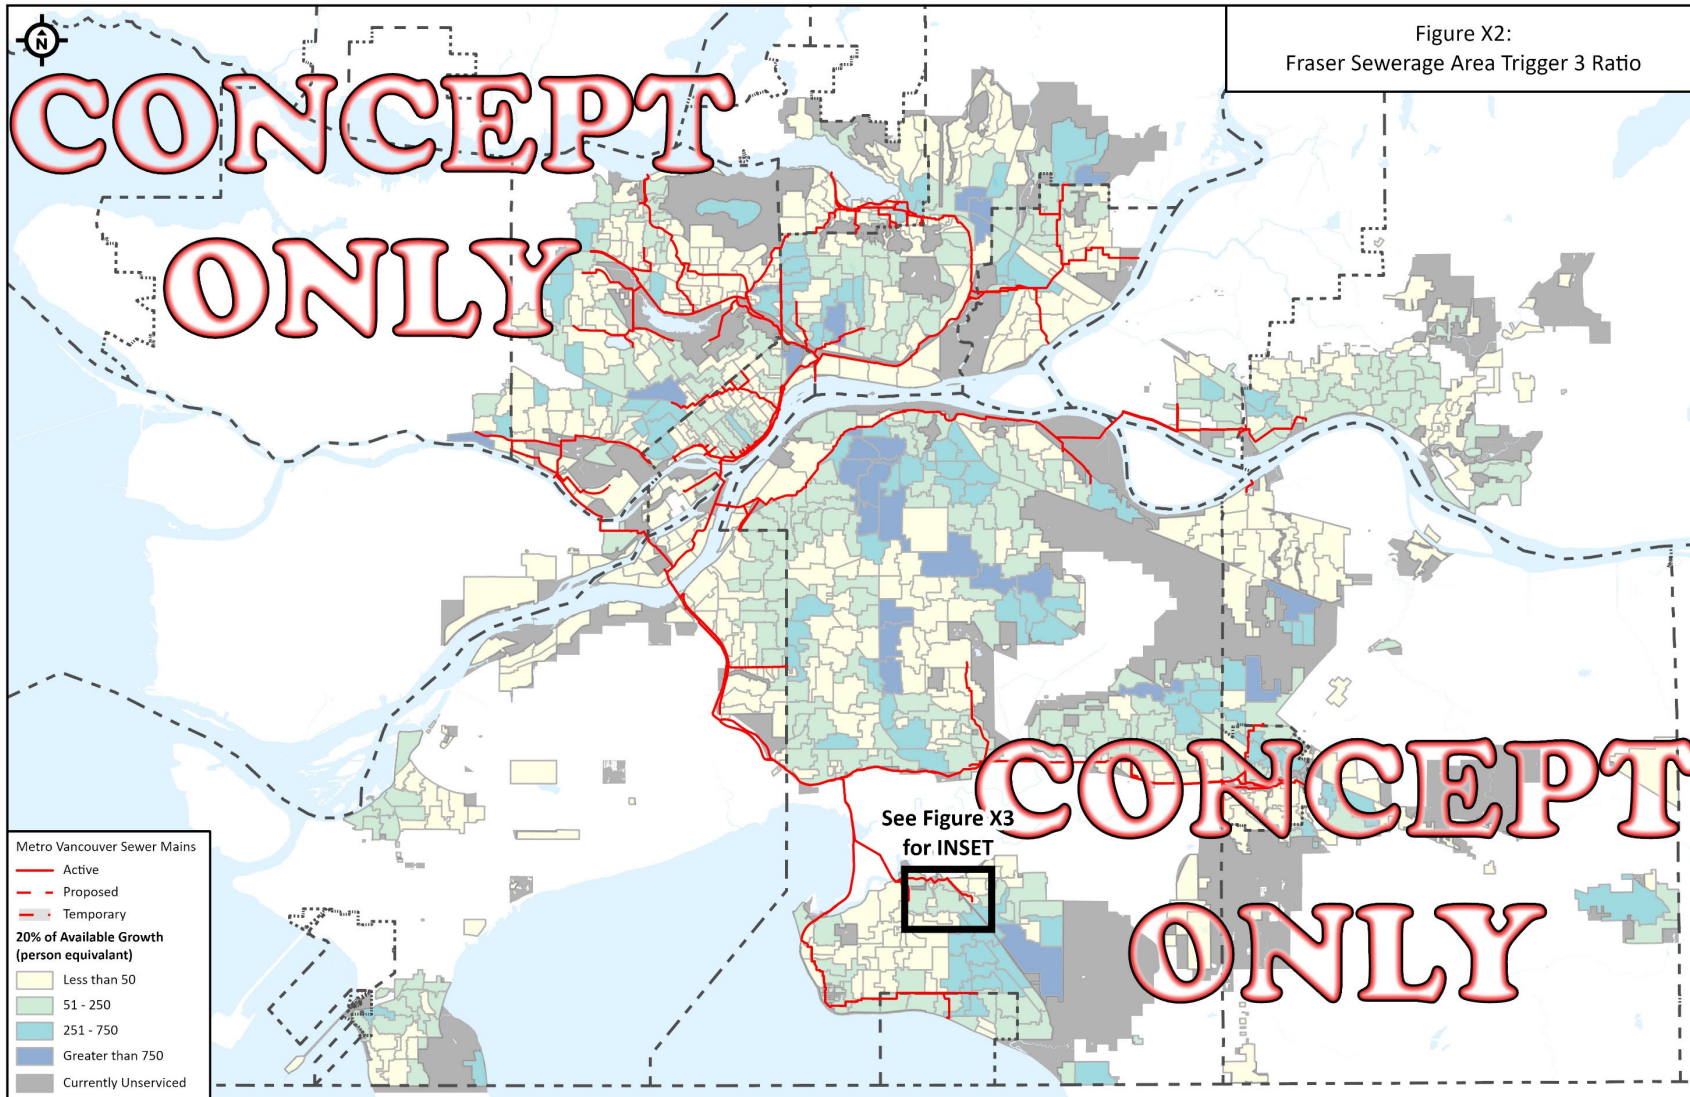 N
Figure X2:
Fraser Sewerage Area Trigger 3 Ratio
CONCEPT
ONLY
See Figure X3
for INSET
CONCEPT
ONLY
Metro Vancouver Sewer Mains
Active
Proposed
Temporary
20% of Available Growth
(person equivalant)
Less than 50
51 - 250
251 - 750
Greater than 750
Currently Unserviced